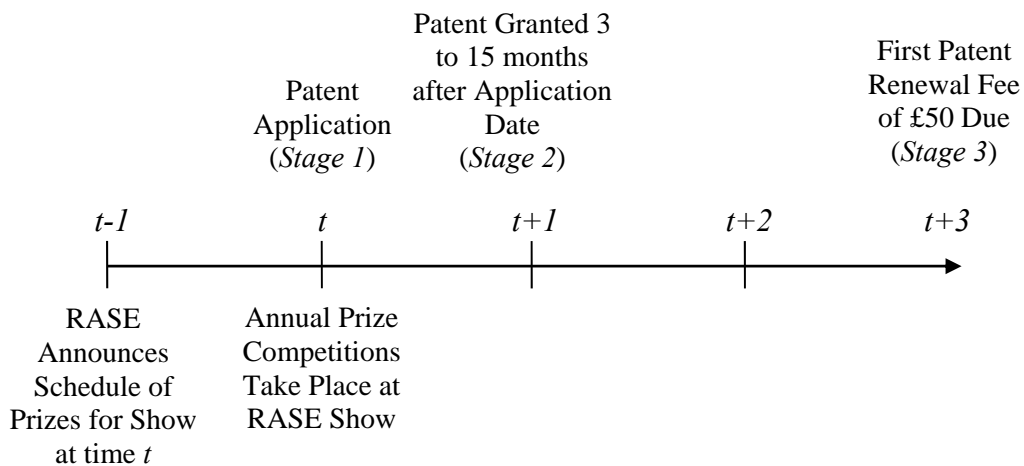 Patent
Application
(Stage 1)
Patent Granted 3
to 15 months
after Application
Date
(Stage 2)
First Patent
Renewal Fee
of £50 Due
(Stage 3)
t-1
t
t+1
t+2
t+3
RASE
Announces
Schedule of
Prizes for Show
at time t
Annual Prize
Competitions
Take Place at
RASE Show